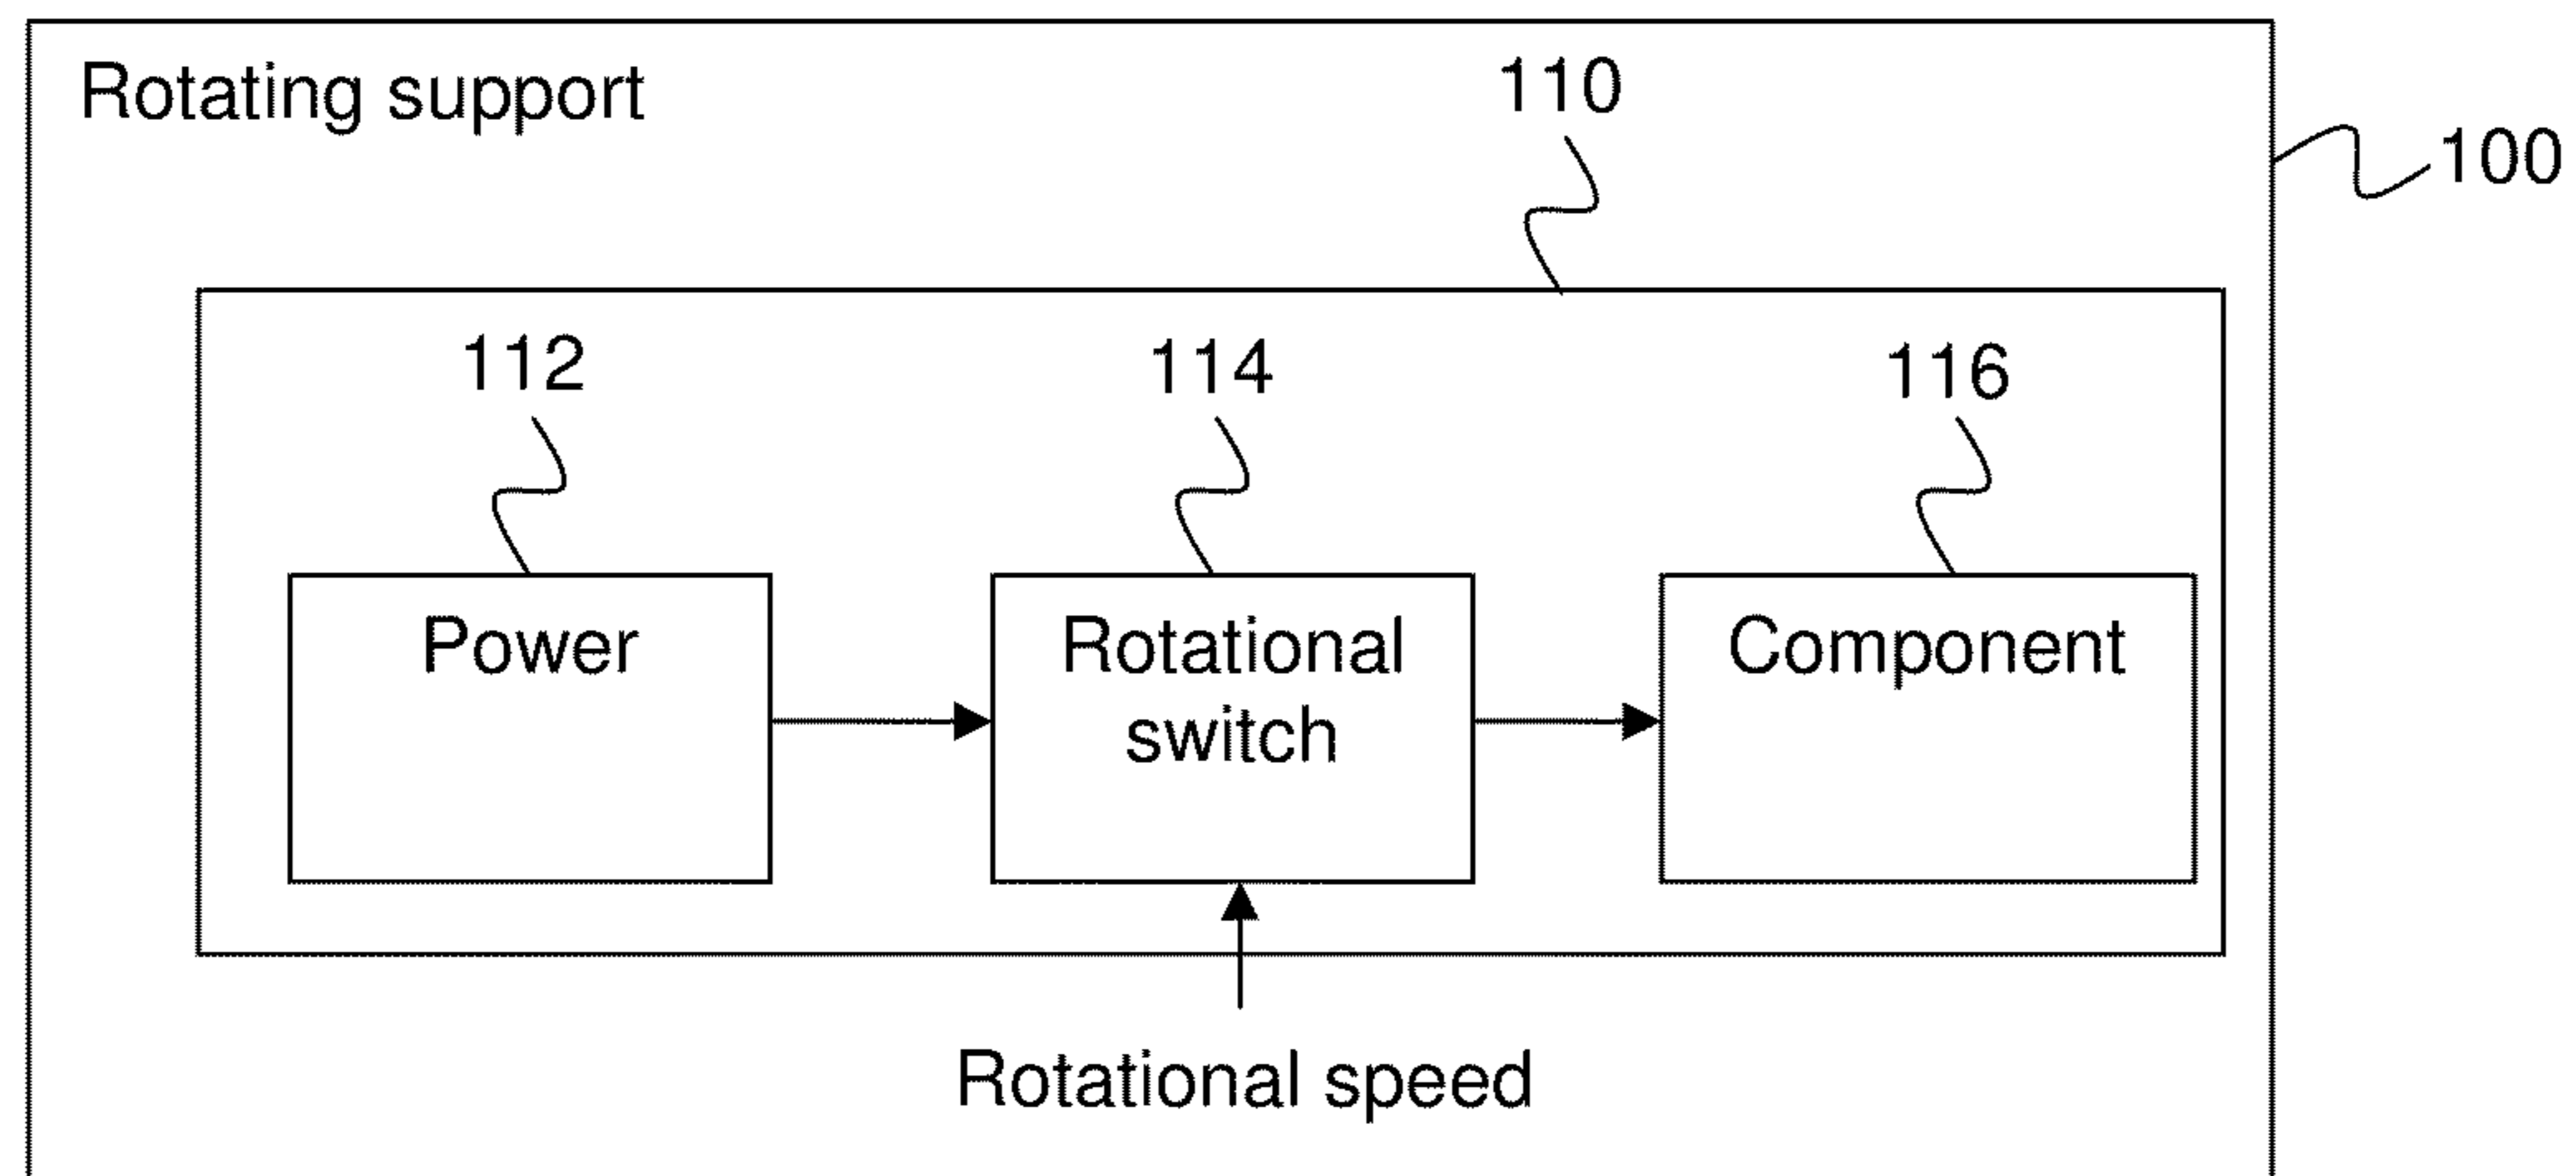 Rotating support
110
100
112
114
116
Power
Rotational
switch
Component
Rotational speed